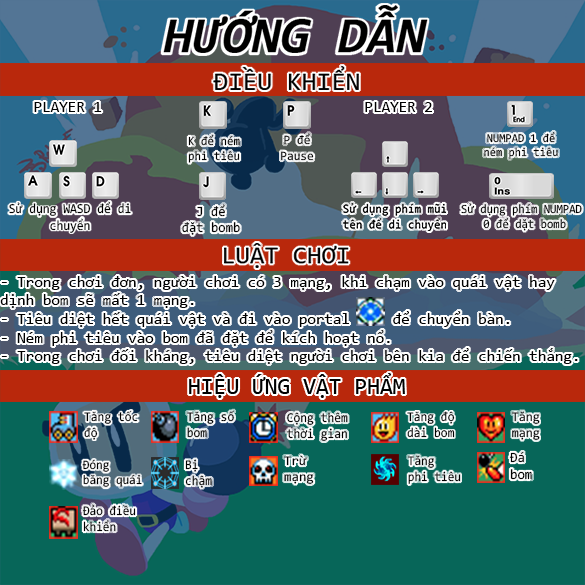 HƯỚNG DẪN
ĐIỀU KHIỂN
PLAYER 1
W
A S D
Sử dụng WASD để di
chuyển
K
K để ném
phi tiêu
P
P để
Pause
J
J để
đặt bomb
PLAYER 2
↑
← ↓ →
Sử dụng phím mũi
tên để di chuyển
1
End
NUMPAD 1 để
ném phi tiêu
0
Ins
Sử dụng phím NUMPAD
0 để đặt bomb
LUẬT CHƠI
- Trong chơi đơn, người chơi có 3 mạng, khi chạm vào quái vật hay
dịnh bom sẽ mất 1 mạng.
- Tiêu diệt hết quái vật và đi vào portal để chuyển bàn.
- Ném phi tiêu vào bom đã đặt để kích hoạt nổ.
- Trong chơi đối kháng, tiêu diệt người chơi bên kia để chiến thắng.
HIỆU ỨNG VẬT PHẨM
Tăng tốc
độ
Tăng số
bom
Cộng thêm
thời gian
Tăng độ
dài bom
Tăng
mạng
Đóng
băng quái
Bị
chậm
Trừ
mạng
Tăng
phi tiêu
Đá
bom
Đảo điều
khiển